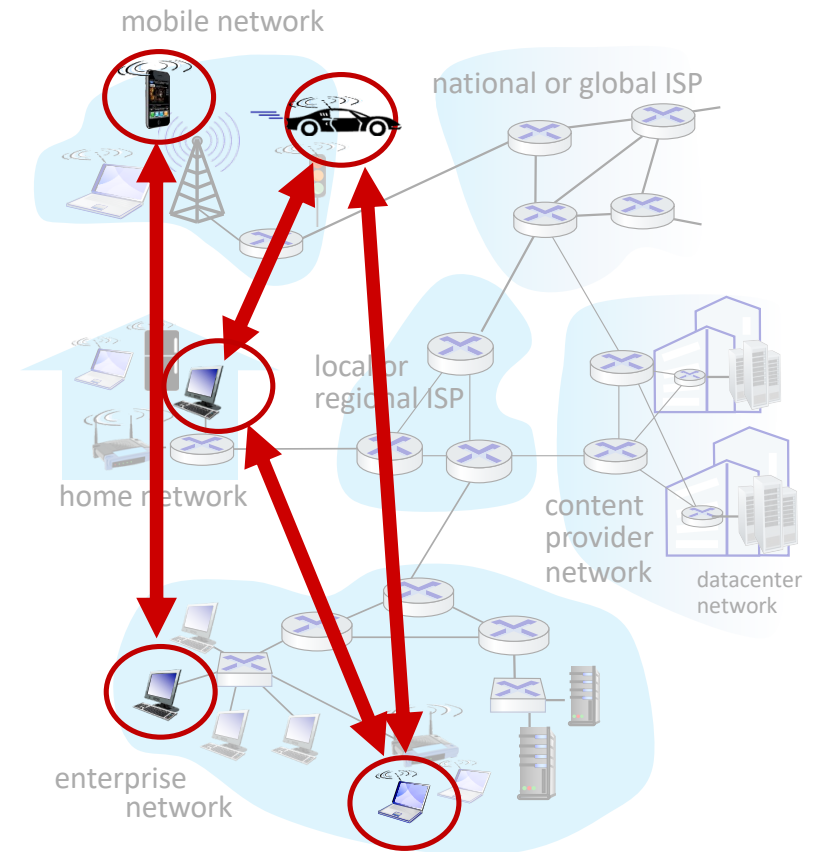 mobile network
national or global ISP
local or
regional ISP
home network
content
provider
network
datacenter
network
enterprise
network